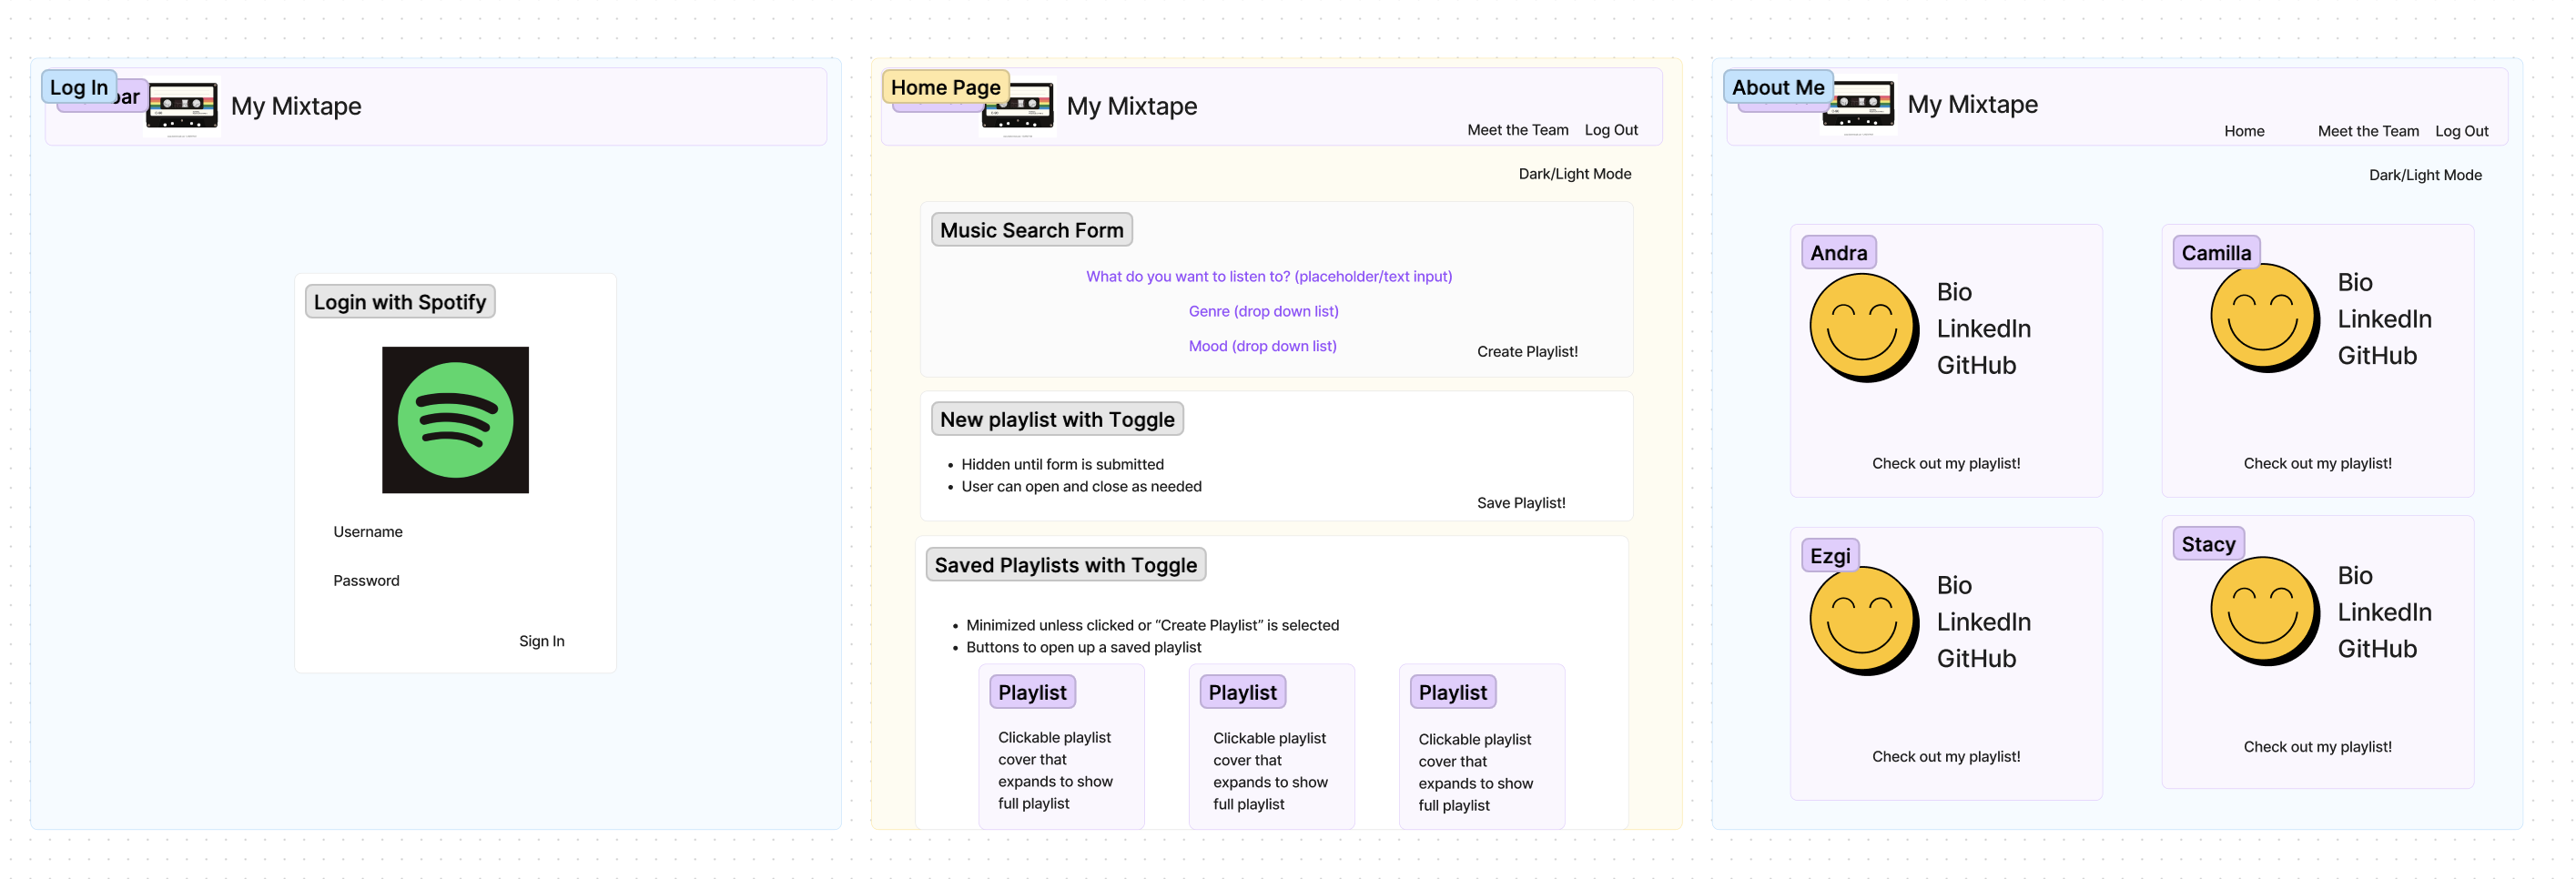 Log In
bar
My Mixtape
Login with Spotify
Username
Password
Sign In
Home Page
My Mixtape
Meet the Team
Log Out
Dark/Light Mode
Music Search Form
What do you want to listen to? (placeholder/text input)
Genre (drop down list)
Mood (drop down list)
Create Playlist!
New playlist with Toggle
• Hidden until form is submitted
• User can open and close as needed
Save Playlist!
Saved Playlists with Toggle
• Minimized unless clicked or “Create Playlist” is selected
• Buttons to open up a saved playlist
Playlist
Clickable playlist
cover that
expands to show
full playlist
Playlist
Clickable playlist
cover that
expands to show
full playlist
Playlist
Clickable playlist
cover that
expands to show
full playlist
About Me
My Mixtape
Home
Meet the Team
Log Out
Dark/Light Mode
Andra
Bio
LinkedIn
GitHub
Check out my playlist!
Camilla
Bio
LinkedIn
GitHub
Check out my playlist!
Ezgi
Bio
LinkedIn
GitHub
Check out my playlist!
Stacy
Bio
LinkedIn
GitHub
Check out my playlist!